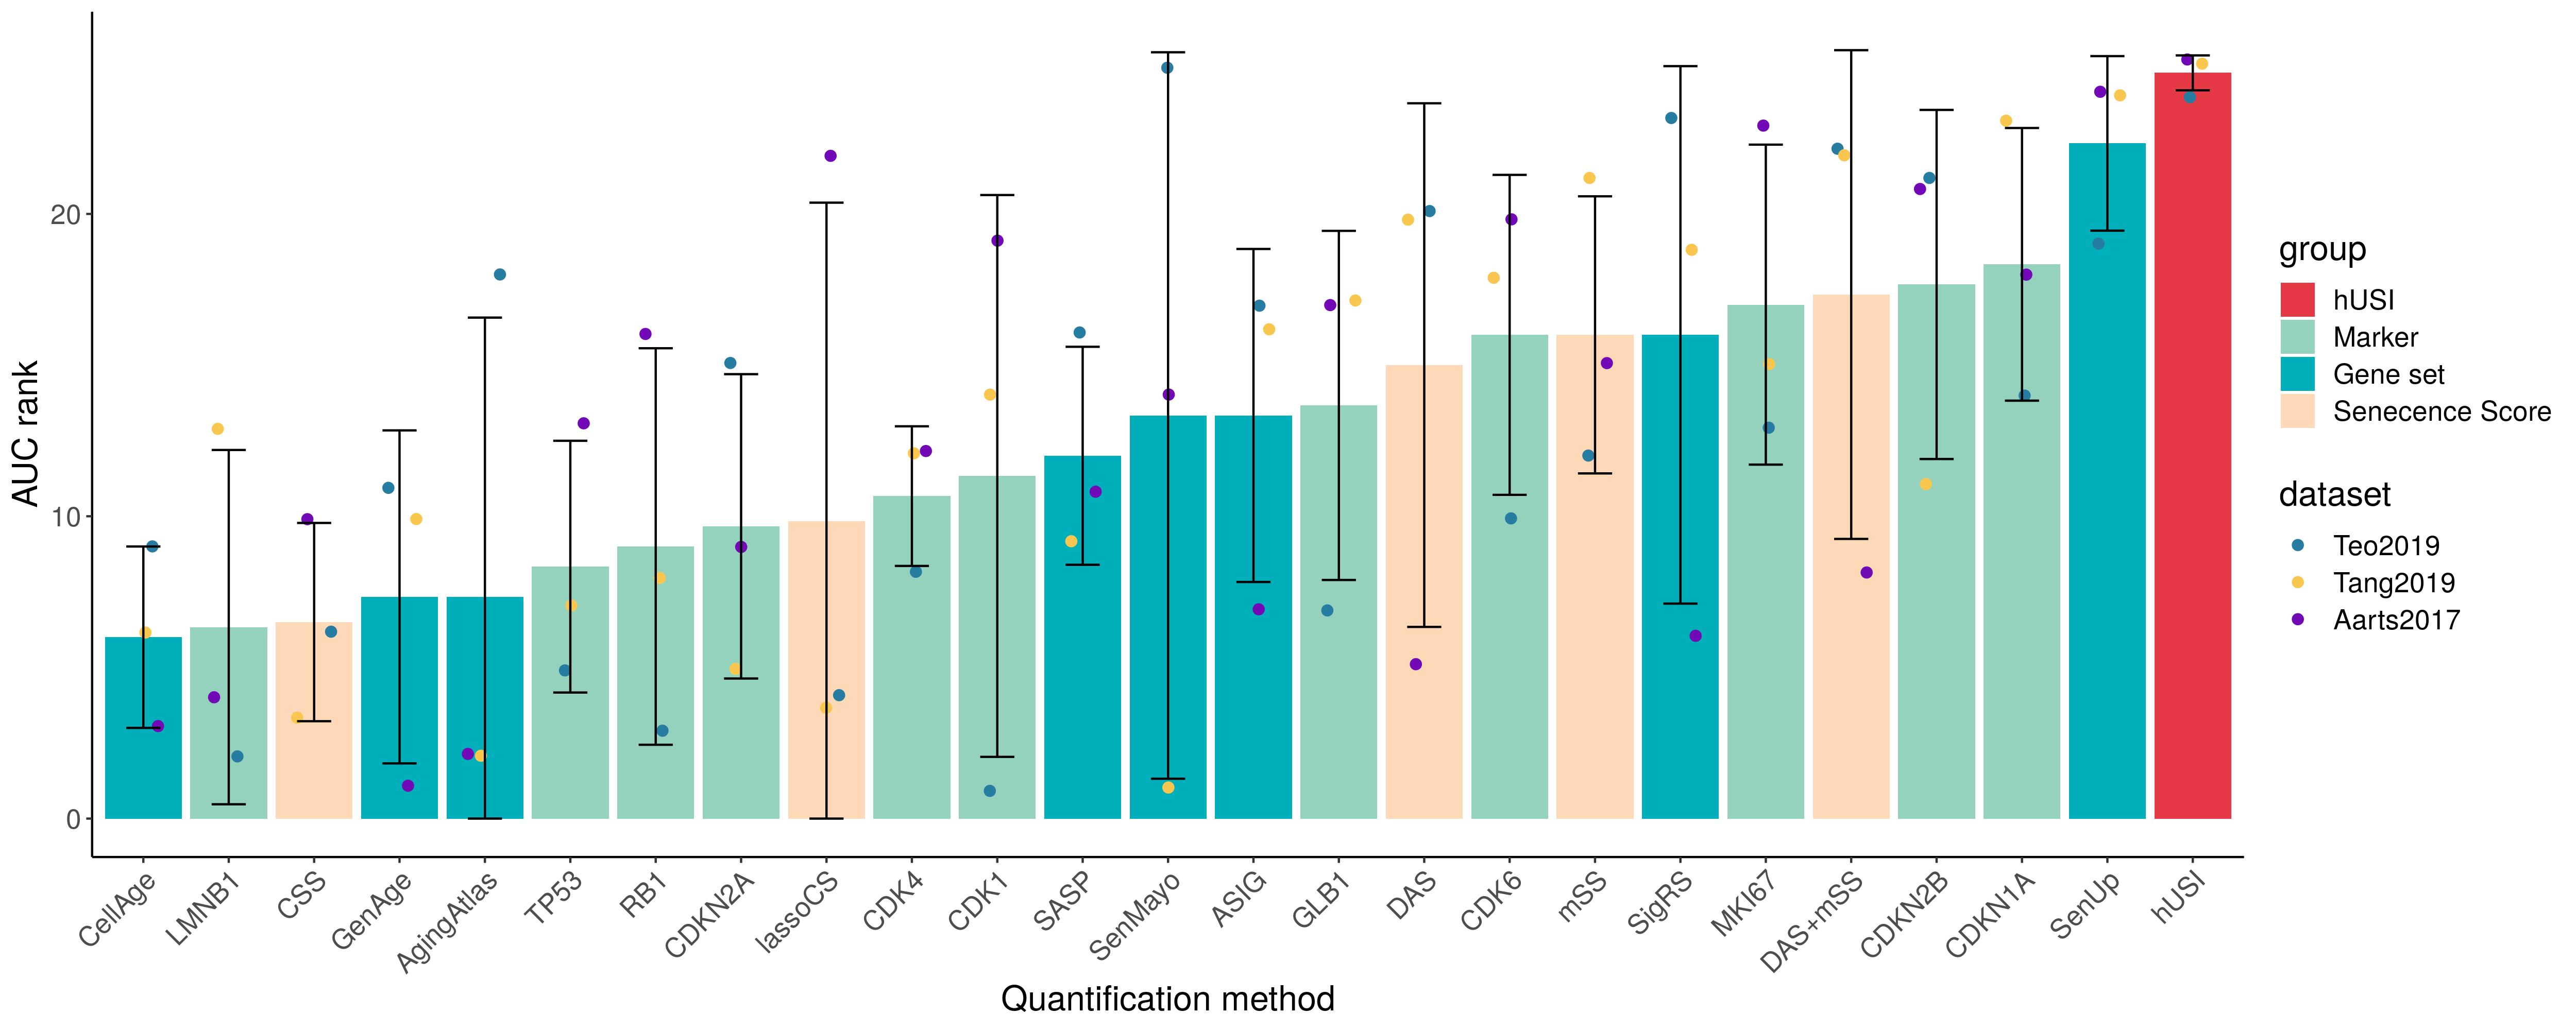 AUC rank
20
10
0
CellAge
LMNB1
CSS
GenAge
AgingAtlas
TP53
RB1
CDKN2A
lassoCS
CDK4
CDK1
SASP
SenMayo
ASIG
GLB1
DAS
CDK6
mSS
SigRS
MKI67
DAS+mSS
CDKN2B
CDKN1A
SenUp
hUSI
Quantification method
group
hUSI
Marker
Gene set
Senecence Score
dataset
Teo2019
Tang2019
Aarts2017